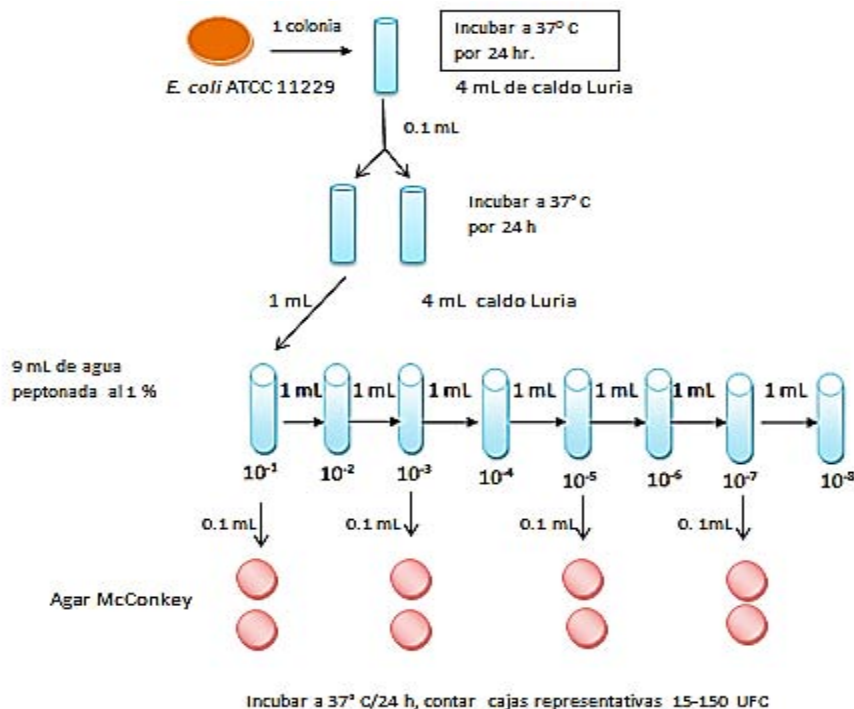 1 colonia
Incubar a 37º C
por 24 hr.
E. coli ATCC 11229
4 mL de caldo Luria
0.1 mL
Incubar a 37° C
por 24 h
1 mL
4 mL caldo Luria
9 mL de agua
peptonada al 1 %
1 mL 1 mL 1 mL 1 mL 1 mL 1 mL 1 mL
10⁻¹ 10⁻² 10⁻³ 10⁻⁴ 10⁻⁵ 10⁻⁶ 10⁻⁷ 10⁻⁸
0.1 mL 0.1 mL 0.1 mL 0. 1mL
Agar McConkey
Incubar a 37° C/24 h, contar cajas representativas 15-150 UFC